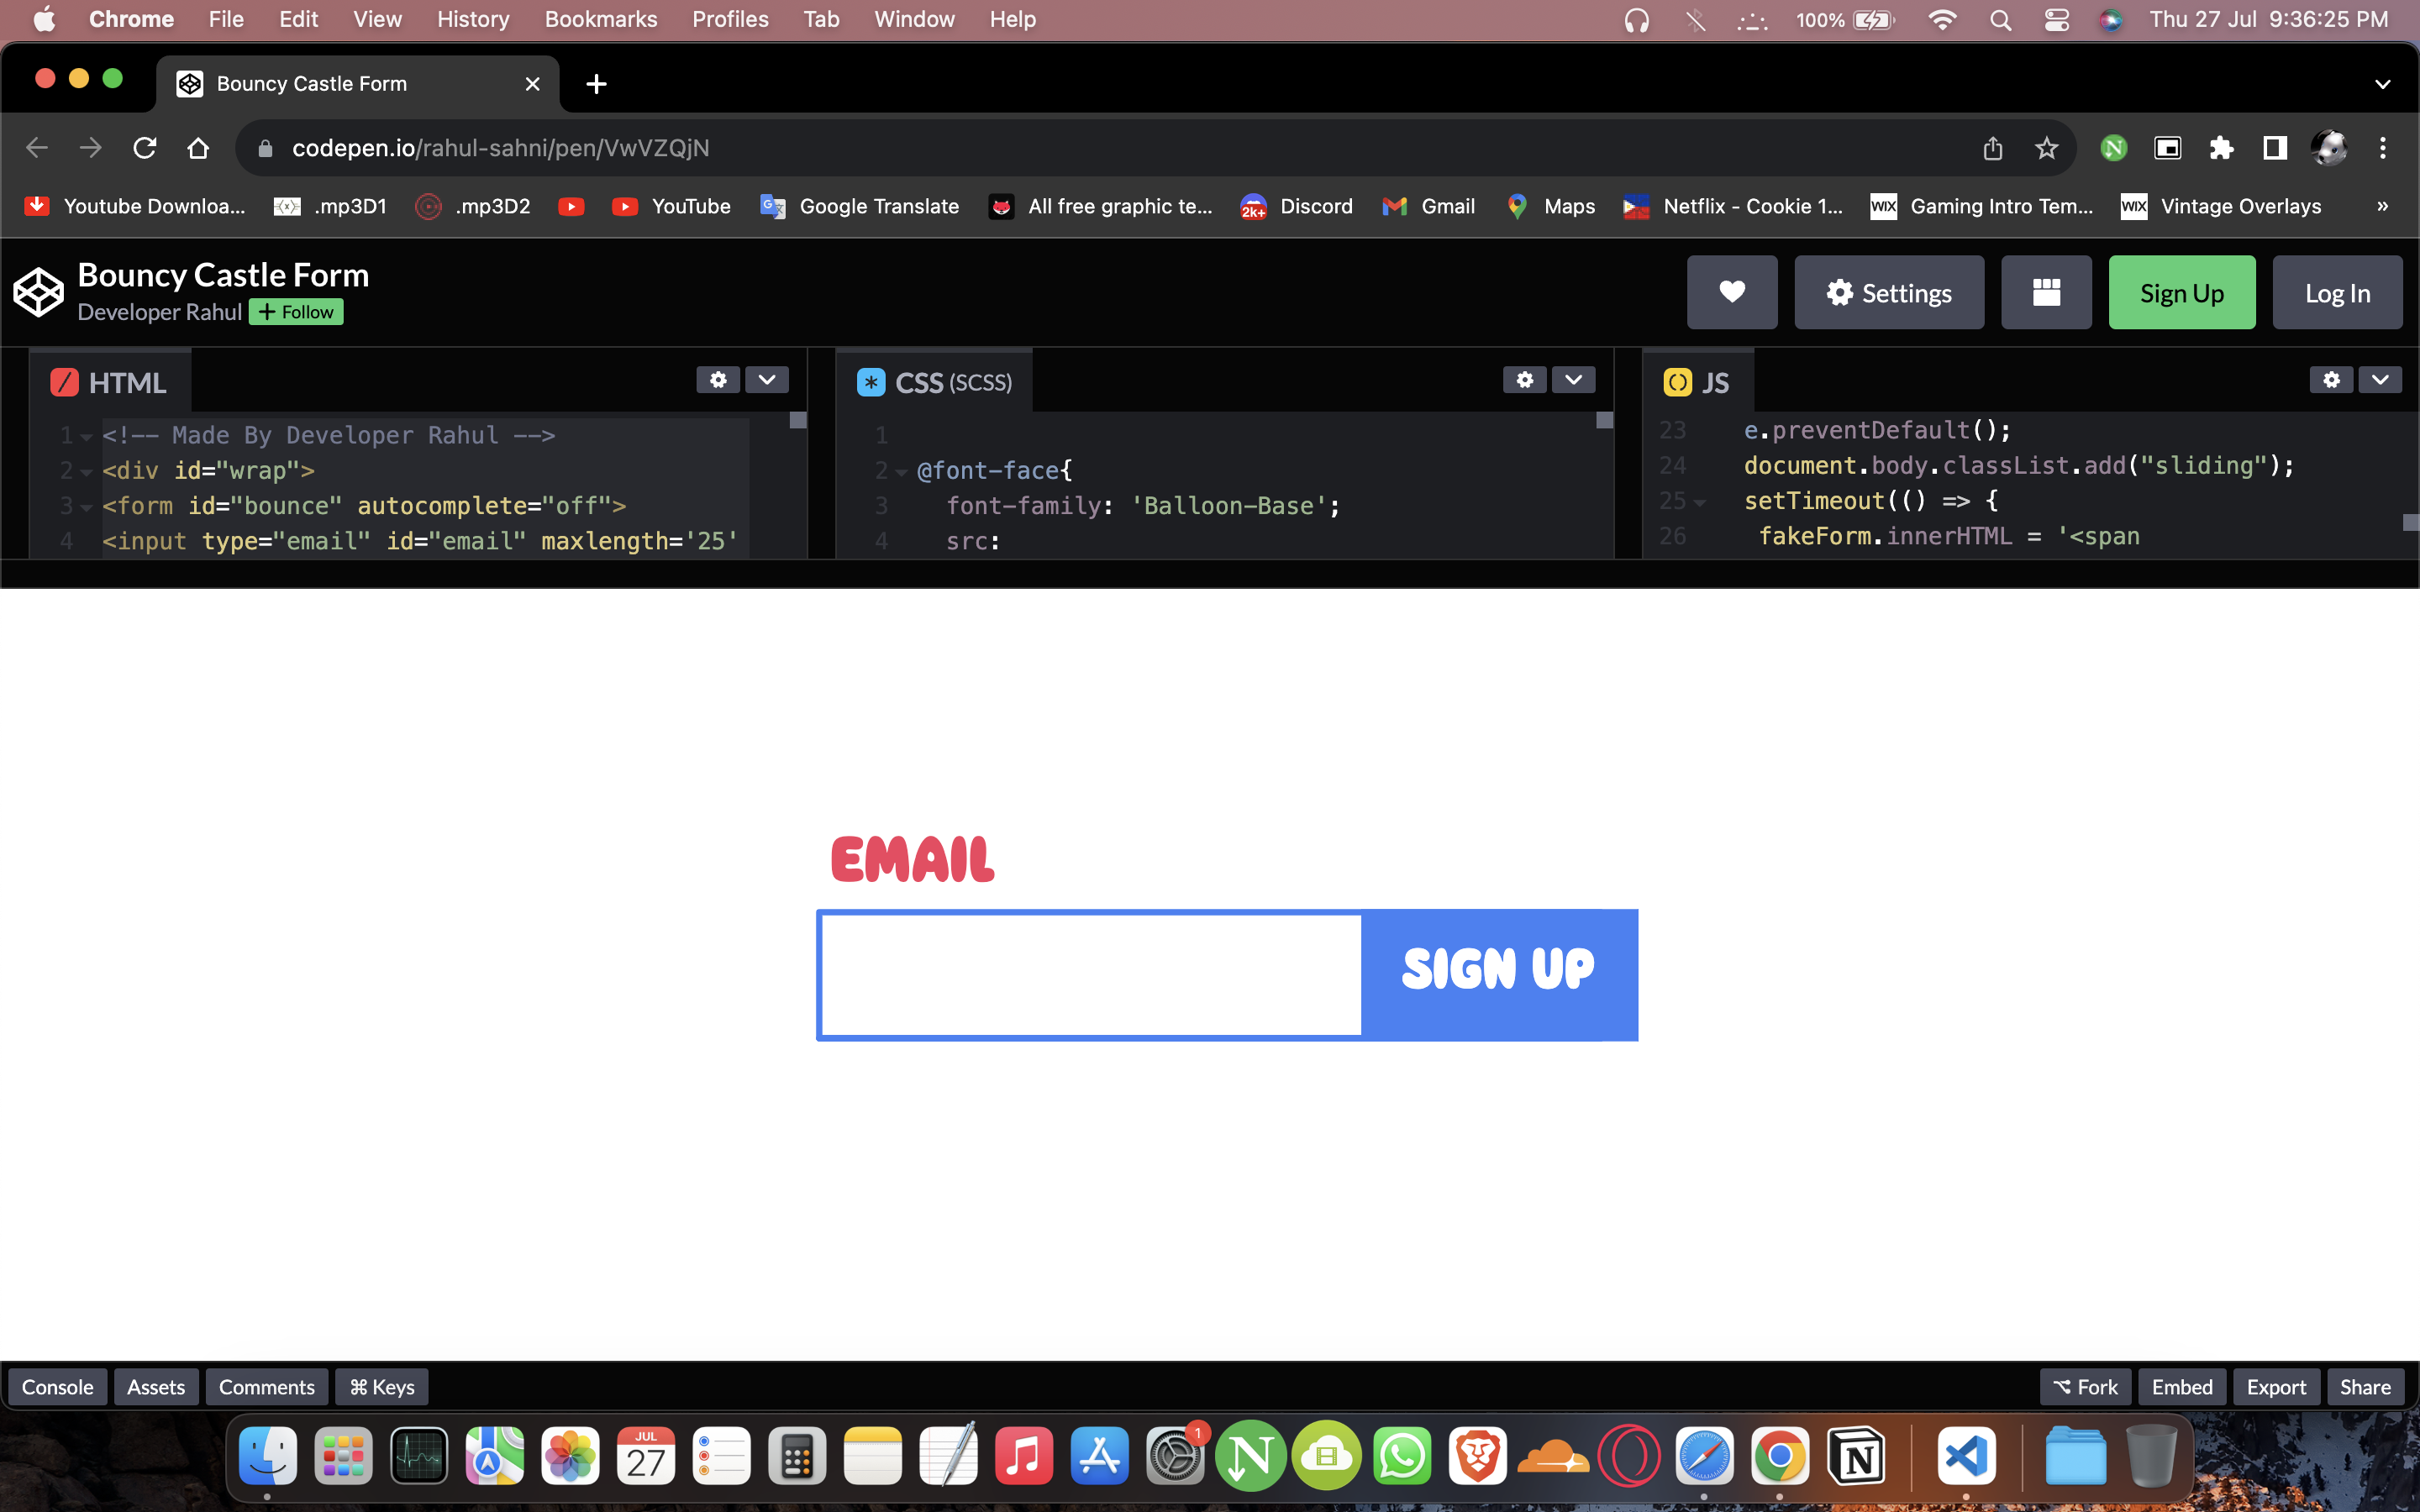 Chrome File Edit View History Bookmarks Profiles Tab Window Help 100% Thu 27 Jul 9:36:25 PM
Bouncy Castle Form
codepen.io/rahul-sahni/pen/VwVZQjN
Youtube Downloa... .mp3D1 .mp3D2 YouTube Google Translate All free graphic te... 2k+ Discord Gmail Maps Netflix - Cookie 1... WIX Gaming Intro Tem... WIX Vintage Overlays »
Bouncy Castle Form
Developer Rahul + Follow
Settings Sign Up Log In
HTML
1 <!-- Made By Developer Rahul -->
2 <div id="wrap">
3 <form id="bounce" autocomplete="off">
4 <input type="email" id="email" maxlength='25'
CSS (SCSS)
1
2 @font-face{
3 font-family: 'Balloon-Base';
4 src:
JS
23 e.preventDefault();
24 document.body.classList.add("sliding");
25 setTimeout(() => {
26 fakeForm.innerHTML = '<span
EMAIL
SIGN UP
Console Assets Comments ⌘ Keys Fork Embed Export Share
JUL
27
1